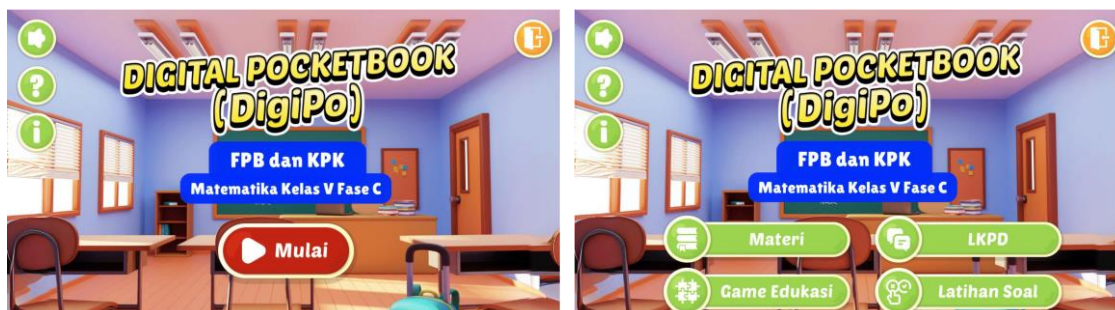 DIGITAL POCKETBOOK
(DigiPo)
FPB dan KPK
Matematika Kelas V Fase C
Mulai
DIGITAL POCKETBOOK
(DigiPo)
FPB dan KPK
Matematika Kelas V Fase C
Materi
LKPD
Game Edukasi
Latihan Soal